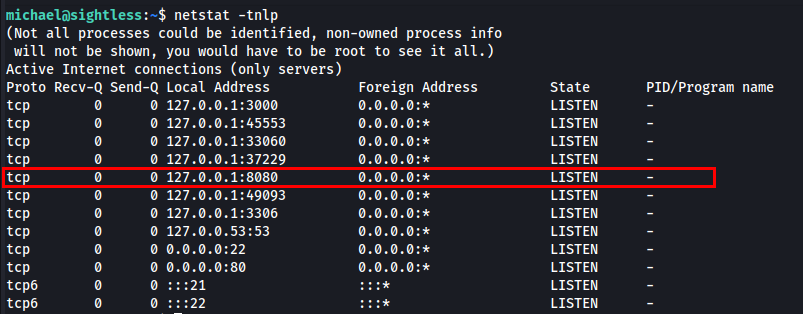 michael@sightless:~$ netstat -tnlp
(Not all processes could be identified, non-owned process info
 will not be shown, you would have to be root to see it all.)
Active Internet connections (only servers)
Proto Recv-Q Send-Q Local Address           Foreign Address         State       PID/Program name
tcp        0      0 127.0.0.1:3000          0.0.0.0:*               LISTEN      -
tcp        0      0 127.0.0.1:45553         0.0.0.0:*               LISTEN      -
tcp        0      0 127.0.0.1:33060         0.0.0.0:*               LISTEN      -
tcp        0      0 127.0.0.1:37229         0.0.0.0:*               LISTEN      -
tcp        0      0 127.0.0.1:8080          0.0.0.0:*               LISTEN      -
tcp        0      0 127.0.0.1:49093         0.0.0.0:*               LISTEN      -
tcp        0      0 127.0.0.1:3306          0.0.0.0:*               LISTEN      -
tcp        0      0 127.0.0.53:53           0.0.0.0:*               LISTEN      -
tcp        0      0 0.0.0.0:22              0.0.0.0:*               LISTEN      -
tcp        0      0 0.0.0.0:80              0.0.0.0:*               LISTEN      -
tcp6       0      0 :::21                   :::*                    LISTEN      -
tcp6       0      0 :::22                   :::*                    LISTEN      -